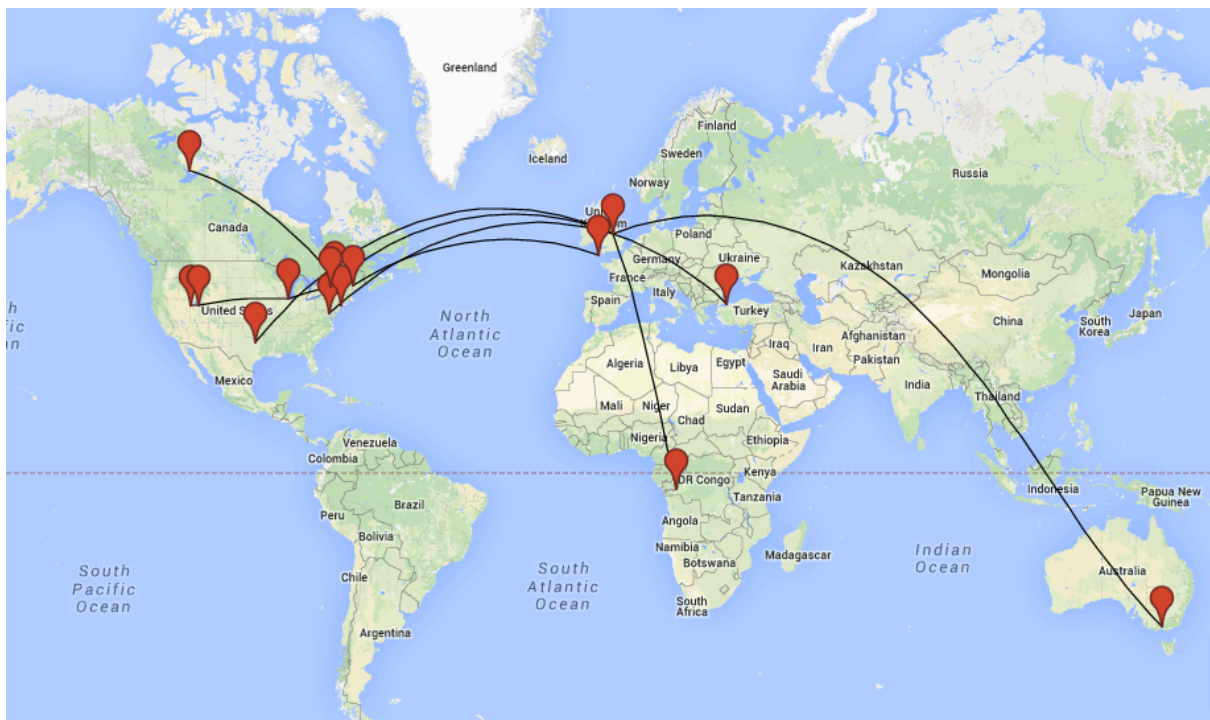 Greenland
Iceland
Finland
Sweden
Norway
Russia
Canada
Poland
Ukraine
Germany
Kazakhstan
Mongolia
France
Italy
Spain
Turkey
United States
North
Atlantic
Ocean
China
South
Korea
Japan
Iraq
Iran
Afghanistan
Pakistan
Algeria
Libya
Egypt
Saudi
Arabia
Mexico
India
Thailand
Mali
Niger
Chad
Sudan
Nigeria
Ethiopia
Venezuela
Colombia
Kenya
DR Congo
Tanzania
Indonesia
Papua New
Guinea
Brazil
Peru
Angola
Bolivia
Namibia
Botswana
Madagascar
Indian
Ocean
South
Pacific
Ocean
South
Atlantic
Ocean
Chile
Australia
South
Africa
Argentina